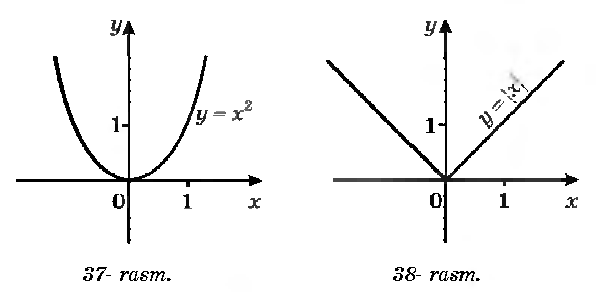 y
y = x²
1
0
1
x
37- rasm.
y
y = |x|
1
0
1
x
38- rasm.